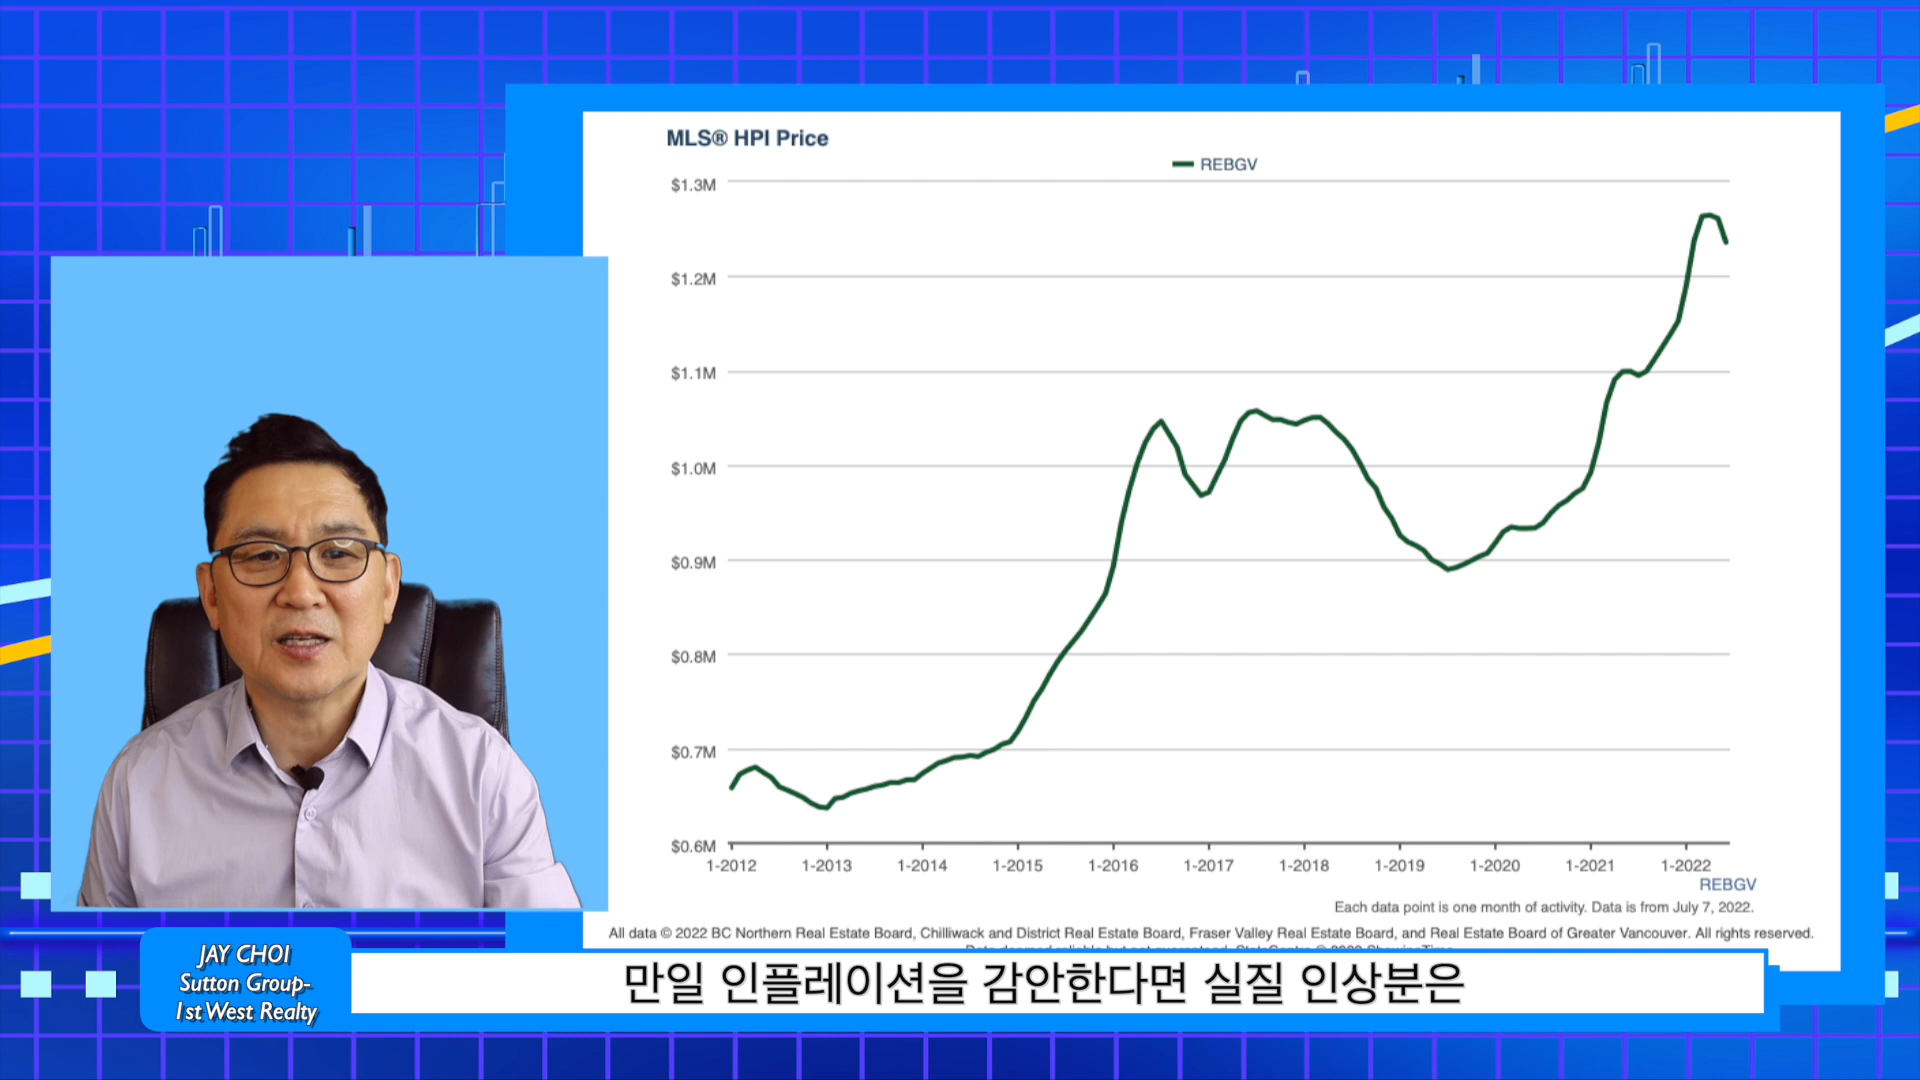 MLS® HPI Price
REBGV
$1.3M
$1.2M
$1.1M
$1.0M
$0.9M
$0.8M
$0.7M
$0.6M
1-2012 1-2013 1-2014 1-2015 1-2016 1-2017 1-2018 1-2019 1-2020 1-2021 1-2022
REBGV
Each data point is one month of activity. Data is from July 7, 2022.
All data © 2022 BC Northern Real Estate Board, Chilliwack and District Real Estate Board, Fraser Valley Real Estate Board, and Real Estate Board of Greater Vancouver. All rights reserved.
JAY CHOI
Sutton Group-
1st West Realty
만일 인플레이션을 감안한다면 실질 인상분은